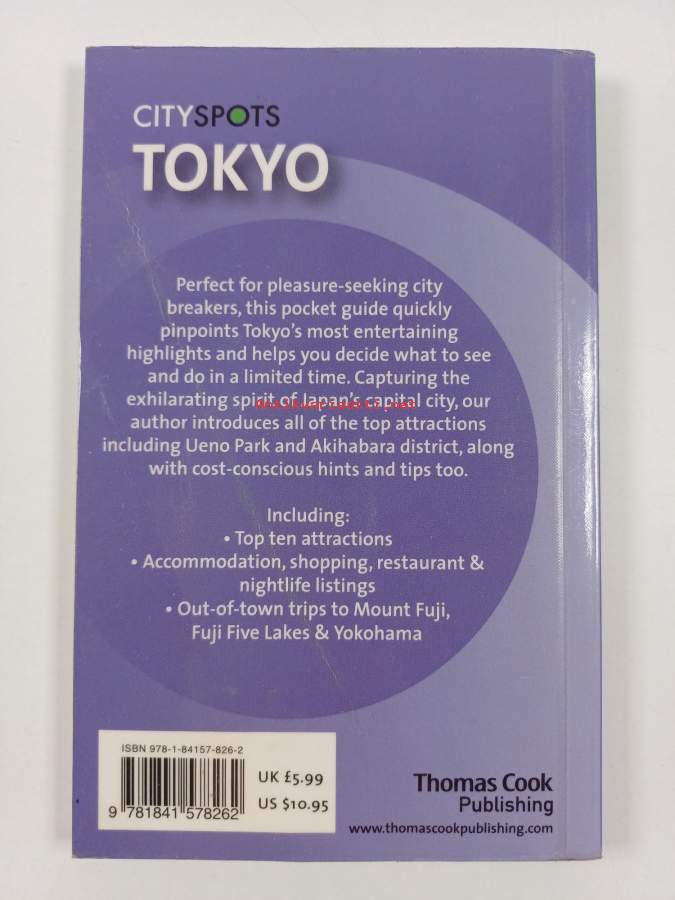 CITYSPOTS
TOKYO
Perfect for pleasure-seeking city
breakers, this pocket guide quickly
pinpoints Tokyo's most entertaining
highlights and helps you decide what to see
and do in a limited time. Capturing the
exhilarating spirit of Japan's capital city, our
author introduces all of the top attractions
including Ueno Park and Akihabara district, along
with cost-conscious hints and tips too.
Including:
• Top ten attractions
• Accommodation, shopping, restaurant &
nightlife listings
• Out-of-town trips to Mount Fuji,
Fuji Five Lakes & Yokohama
ISBN 978-1-84157-826-2
9 781841 578262
UK £5.99
US $10.95
Thomas Cook
Publishing
www.thomascookpublishing.com